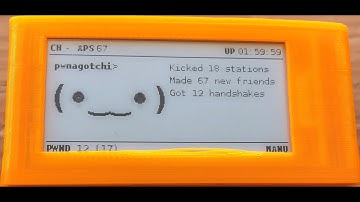 CH - APS 67 UP 01:59:59
pwnagotchi> Kicked 18 stations
Made 67 new friends
Got 12 handshakes
PWND 12 (17) MANU